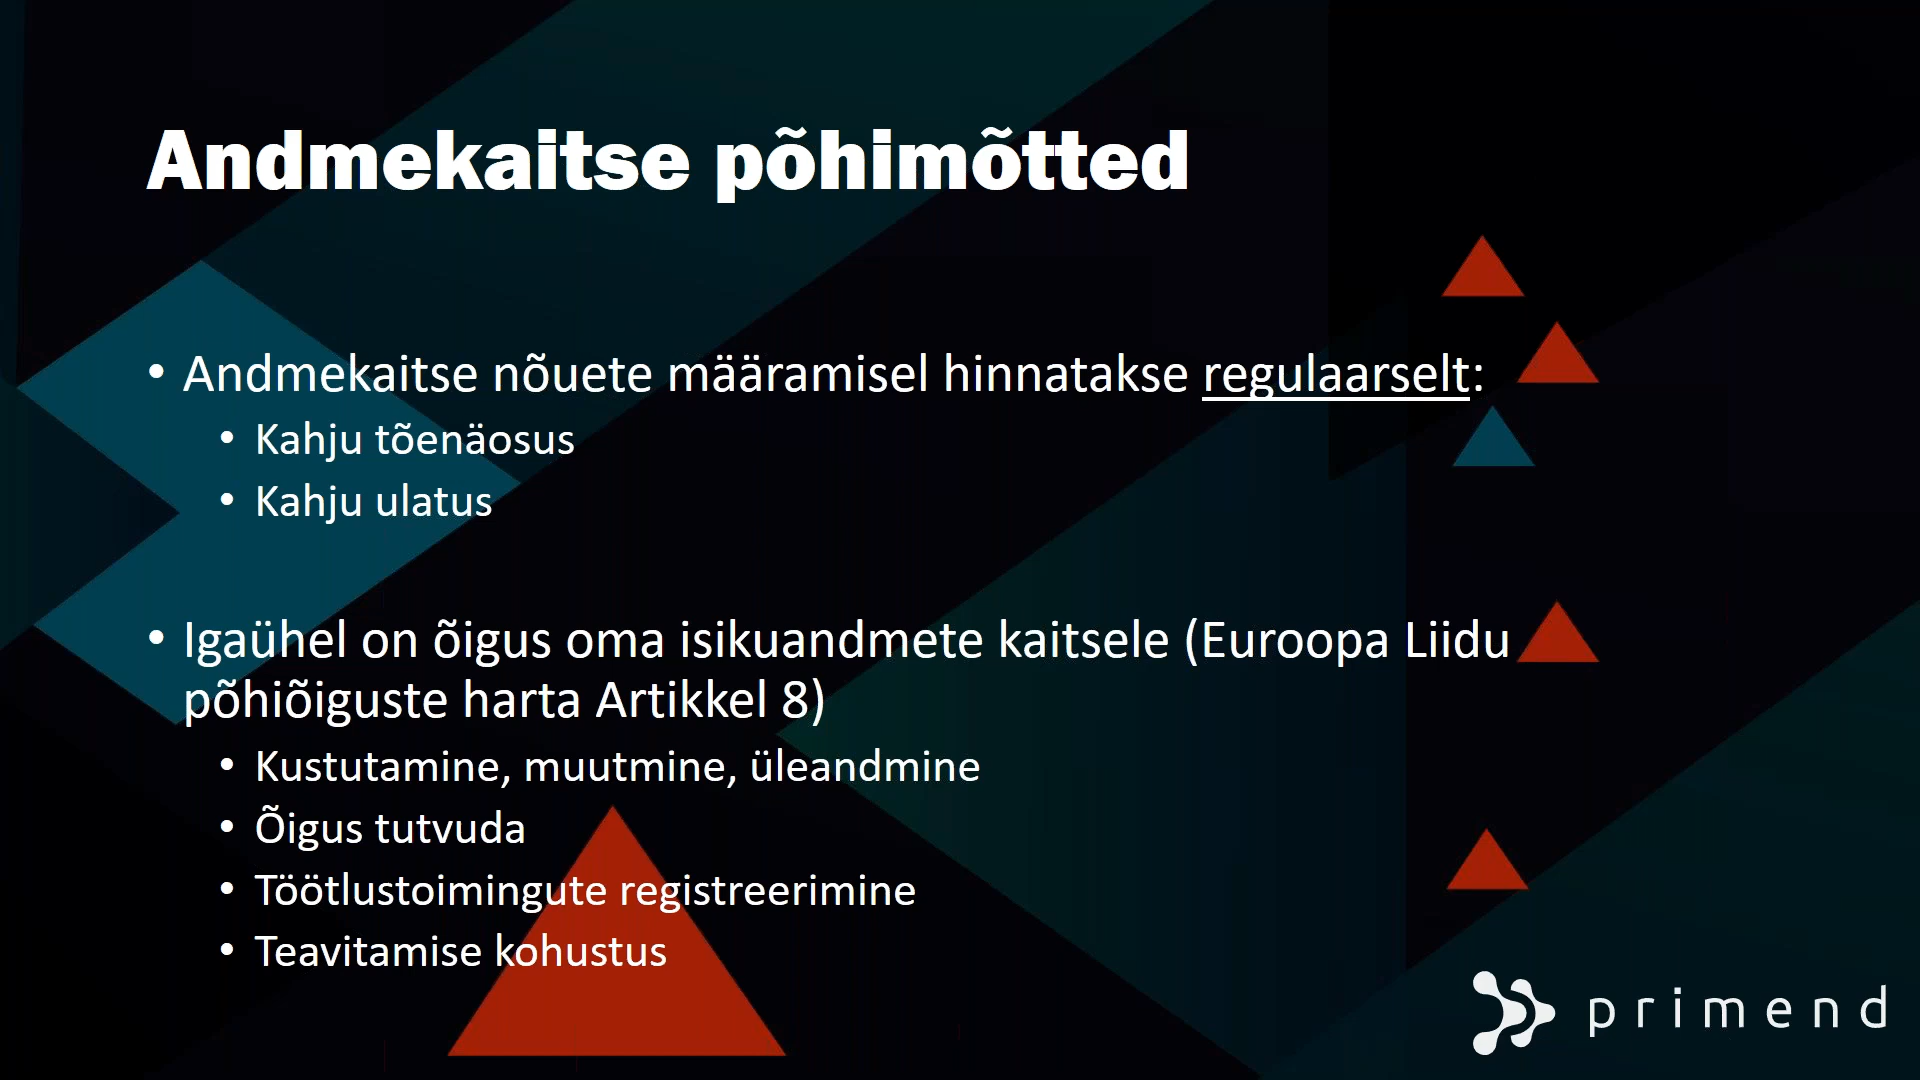 Andmekaitse põhimõtted
• Andmekaitse nõuete määramisel hinnatakse regulaarselt:
• Kahju tõenäosus
• Kahju ulatus
• Igaühel on õigus oma isikuandmete kaitsele (Euroopa Liidu
põhiõiguste harta Artikkel 8)
• Kustutamine, muutmine, üleandmine
• Õigus tutvuda
• Töötlustoimingute registreerimine
• Teavitamise kohustus
primend